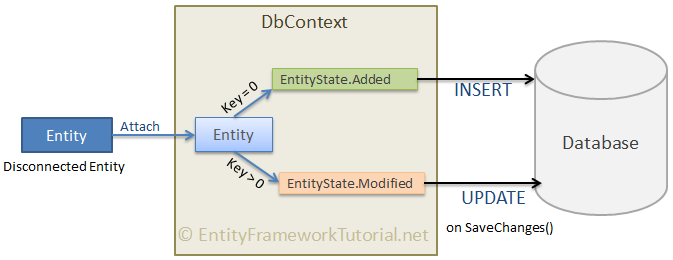 DbContext
EntityState.Added
Key = 0
INSERT
Entity
Attach
Entity
Database
Disconnected Entity
Key > 0
EntityState.Modified
UPDATE
on SaveChanges()
© EntityFrameworkTutorial.net